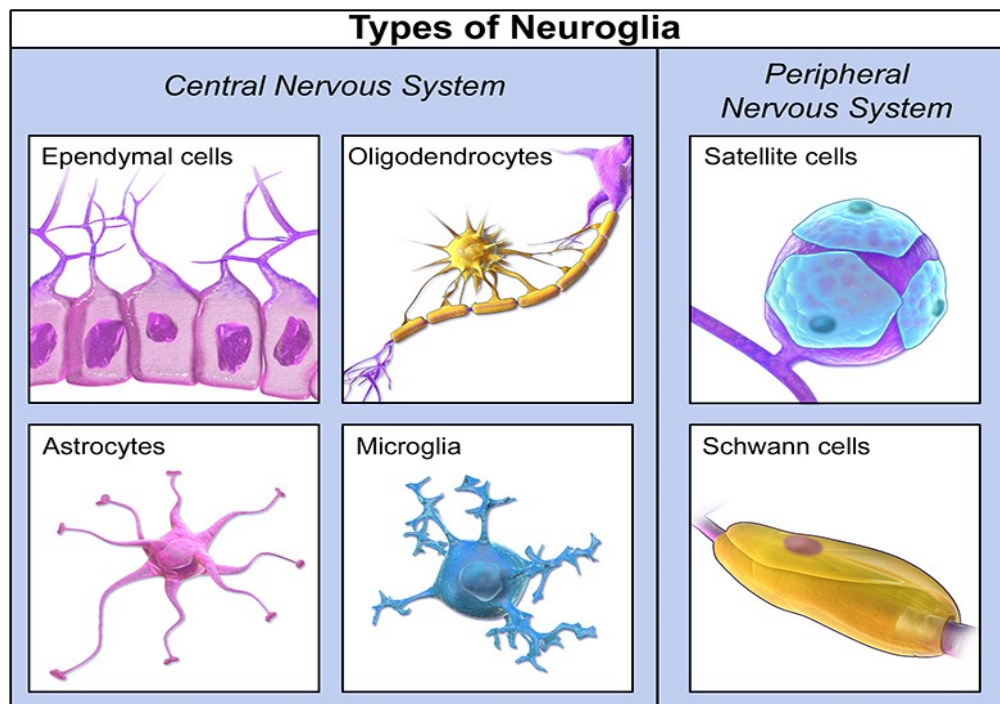 Types of Neuroglia
Central Nervous System
Peripheral
Nervous System
Ependymal cells
Oligodendrocytes
Satellite cells
Astrocytes
Microglia
Schwann cells